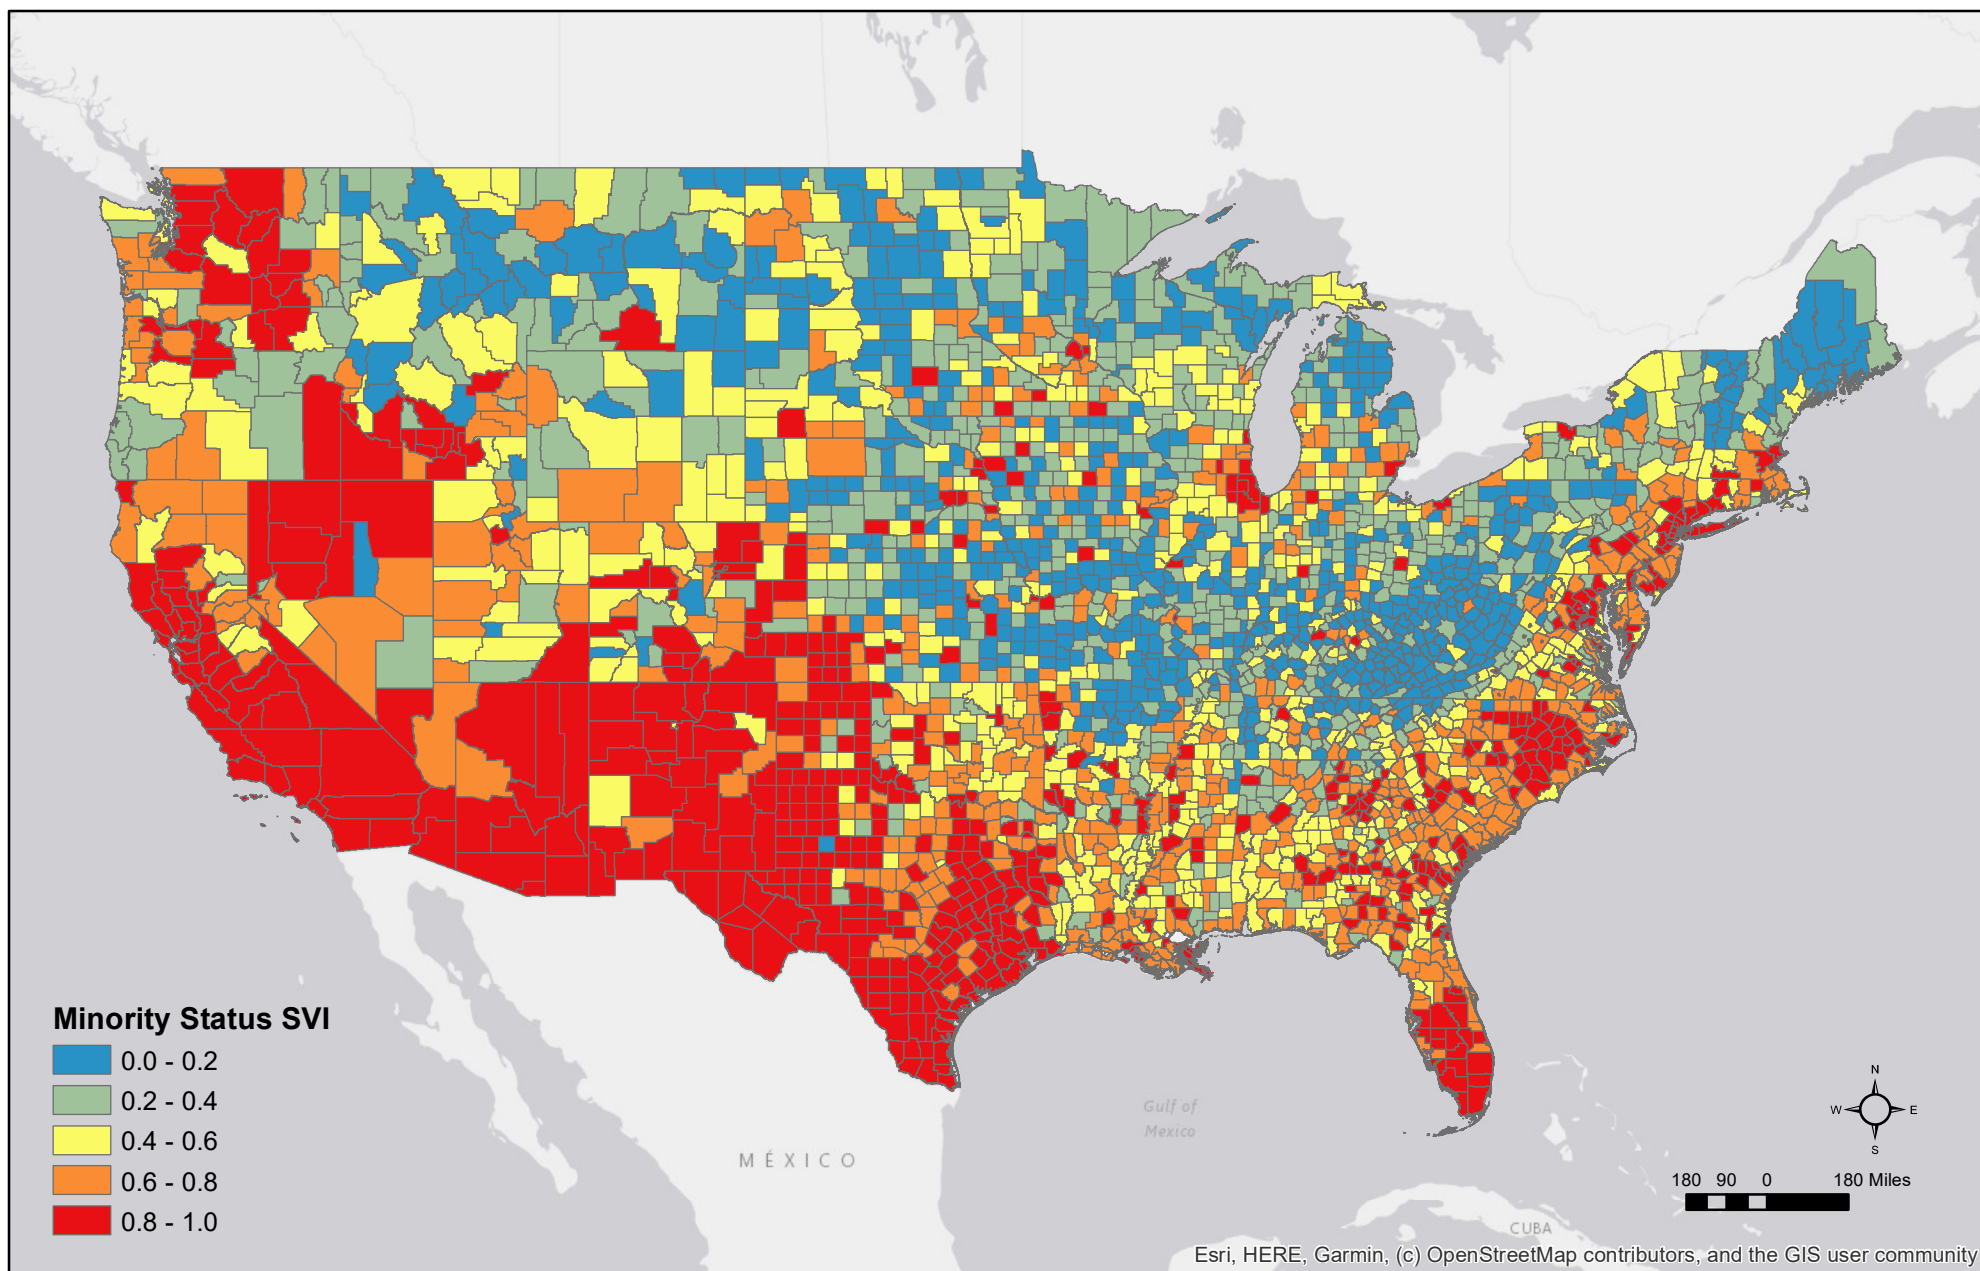 Gulf of
Mexico
MÉXICO
CUBA
Minority Status SVI
0.0 - 0.2
0.2 - 0.4
0.4 - 0.6
0.6 - 0.8
0.8 - 1.0
N
W E
S
180 90 0 180 Miles
Esri, HERE, Garmin, (c) OpenStreetMap contributors, and the GIS user community